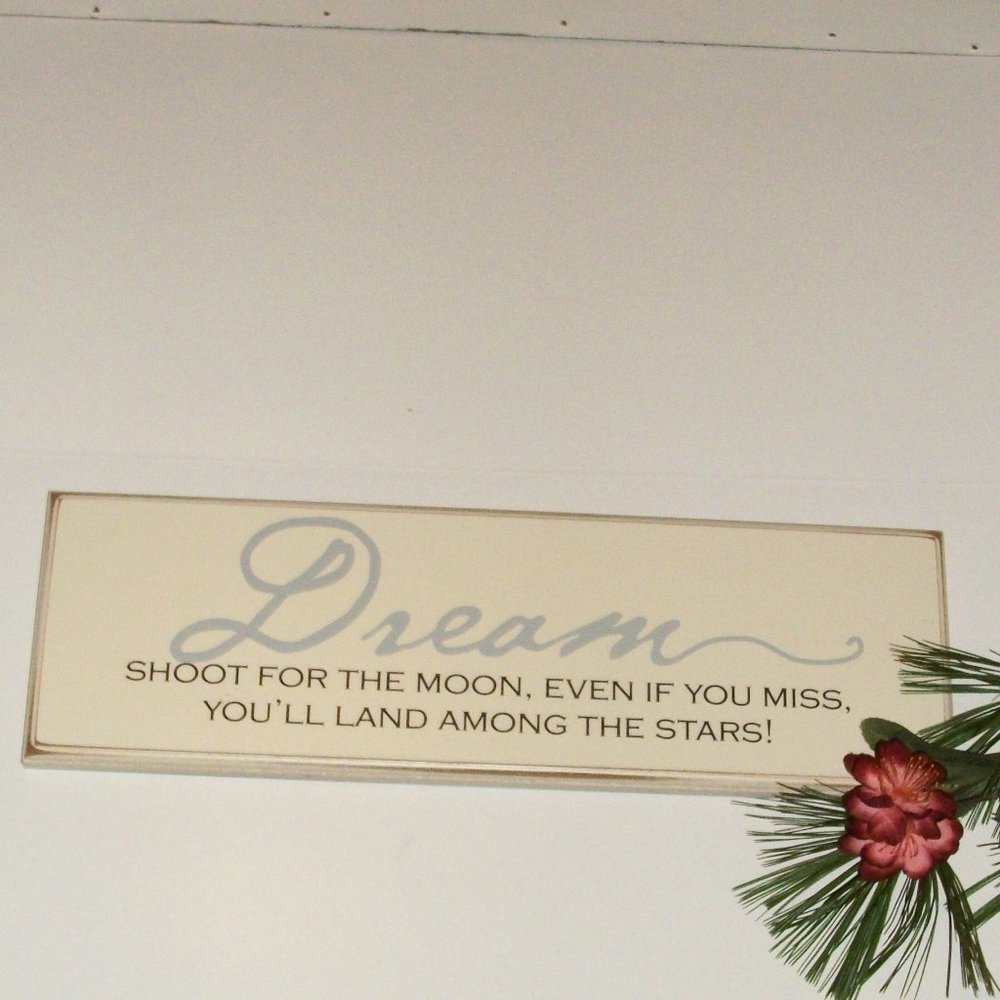 Dream
SHOOT FOR THE MOON, EVEN IF YOU MISS,
YOU'LL LAND AMONG THE STARS!